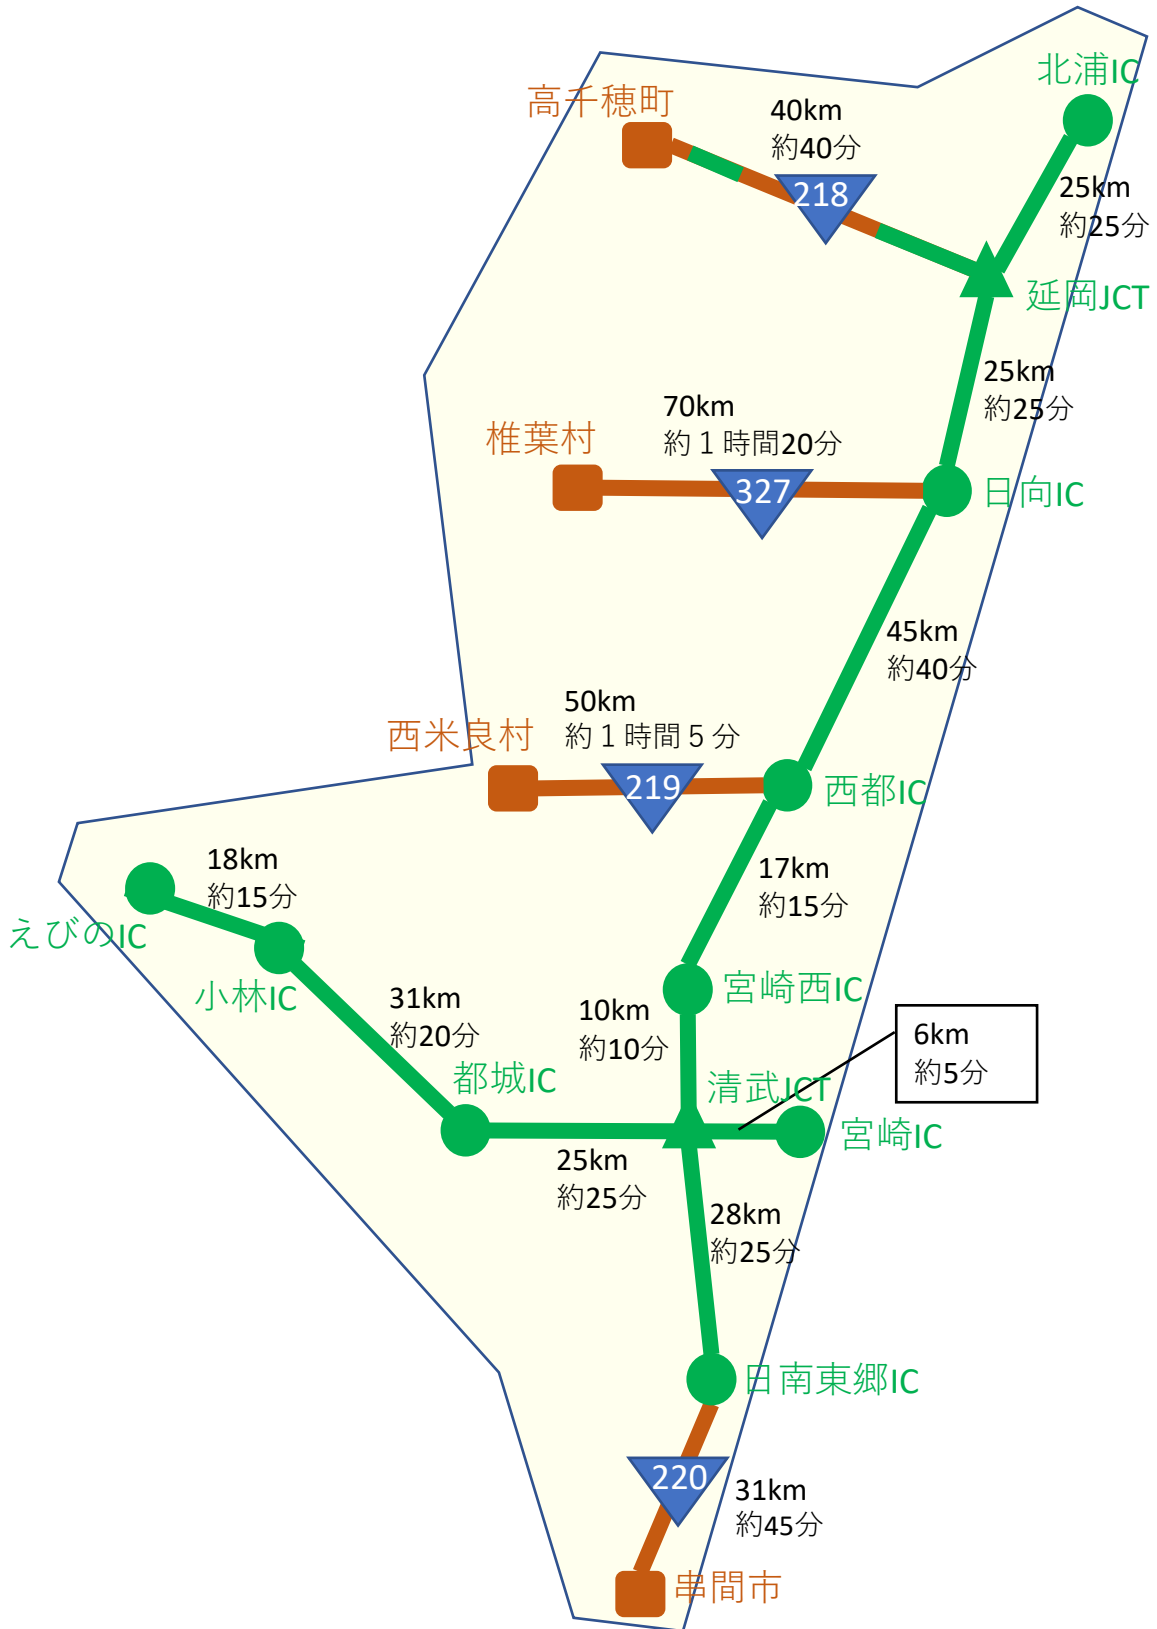 北浦IC
高千穂町
40km
約40分
218
25km
約25分
延岡JCT
25km
約25分
70km
約１時間20分
椎葉村
327
日向IC
45km
約40分
50km
約１時間５分
西米良村
219
西都IC
18km
約15分
17km
約15分
えびのIC
小林IC
31km
約20分
宮崎西IC
10km
約10分
6km
約5分
都城IC
清武JCT
宮崎IC
25km
約25分
28km
約25分
日南東郷IC
220
31km
約45分
串間市